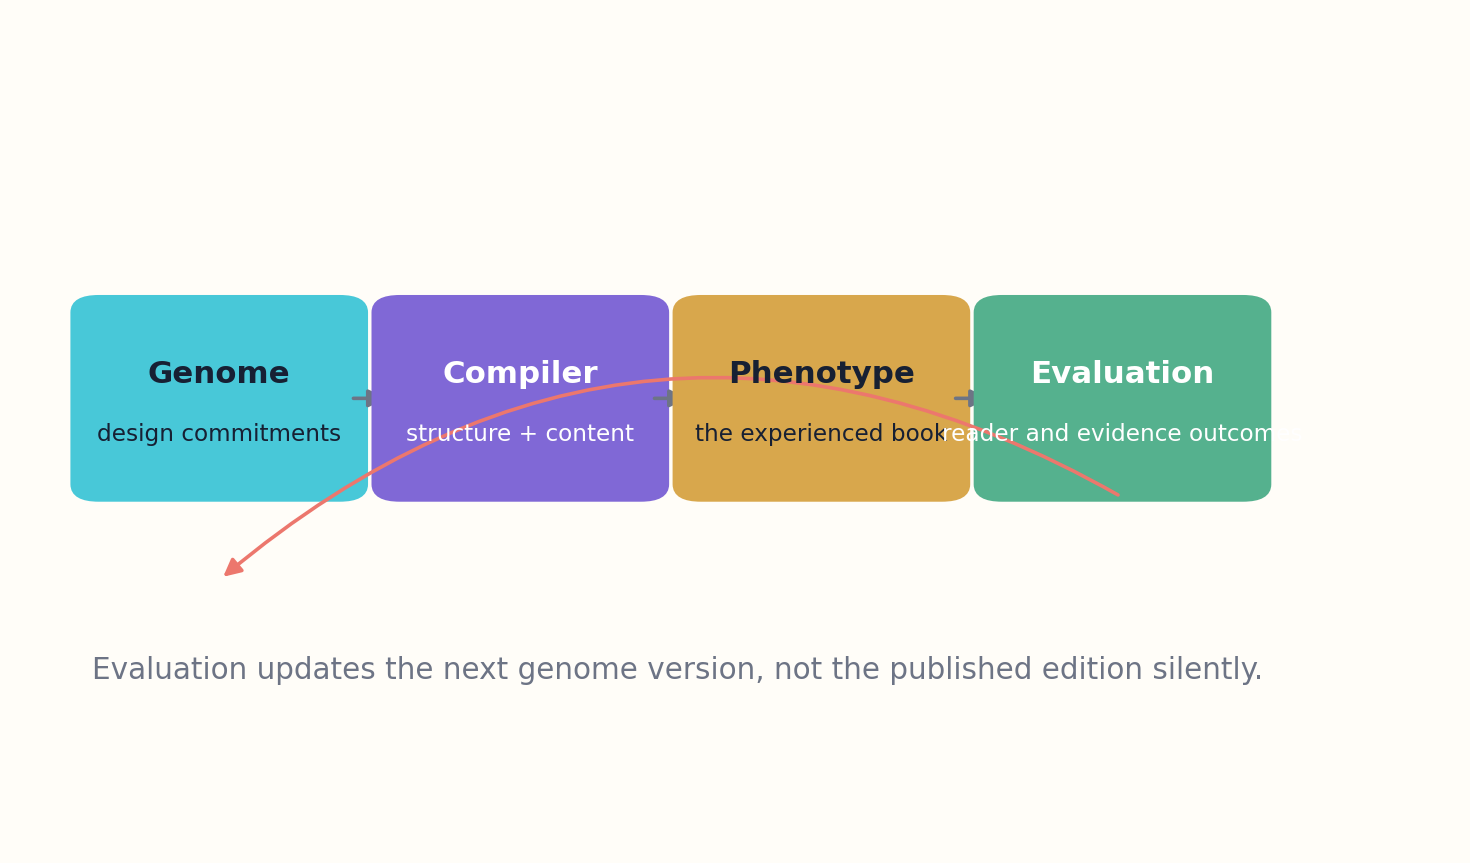 Genome
design commitments
Compiler
structure + content
Phenotype
the experienced book
Evaluation
reader and evidence
Evaluation updates the next genome version, not the published edition silently.